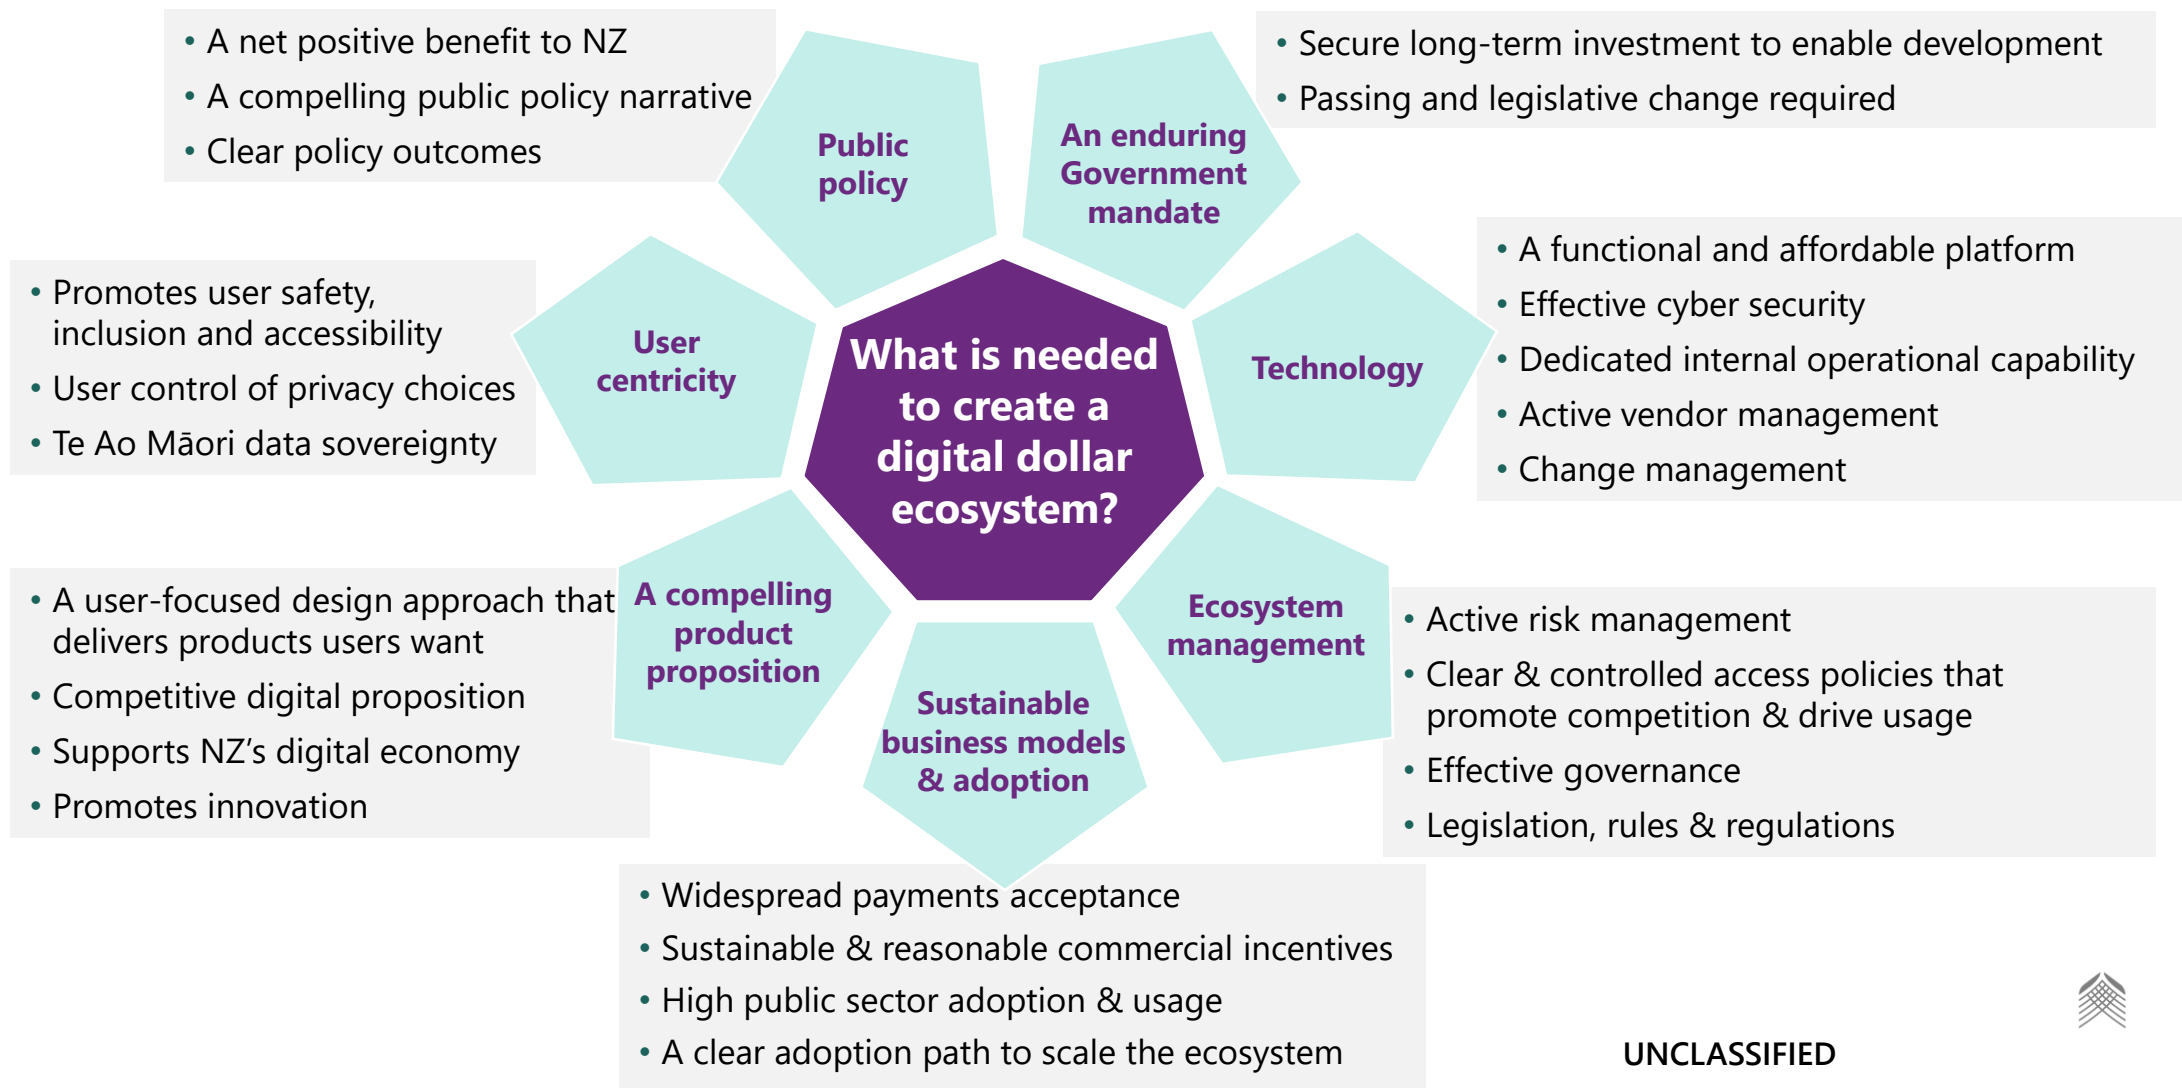 • A net positive benefit to NZ
• A compelling public policy narrative
• Clear policy outcomes
Public
policy
An enduring
Government
mandate
• Secure long-term investment to enable development
• Passing and legislative change required
• Promotes user safety,
inclusion and accessibility
• User control of privacy choices
• Te Ao Māori data sovereignty
User
centricity
What is needed
to create a
digital dollar
ecosystem?
Technology
• A functional and affordable platform
• Effective cyber security
• Dedicated internal operational capability
• Active vendor management
• Change management
• A user-focused design approach that
delivers products users want
• Competitive digital proposition
• Supports NZ’s digital economy
• Promotes innovation
A compelling
product
proposition
Sustainable
business models
& adoption
Ecosystem
management
• Active risk management
• Clear & controlled access policies that
promote competition & drive usage
• Effective governance
• Legislation, rules & regulations
• Widespread payments acceptance
• Sustainable & reasonable commercial incentives
• High public sector adoption & usage
• A clear adoption path to scale the ecosystem
UNCLASSIFIED